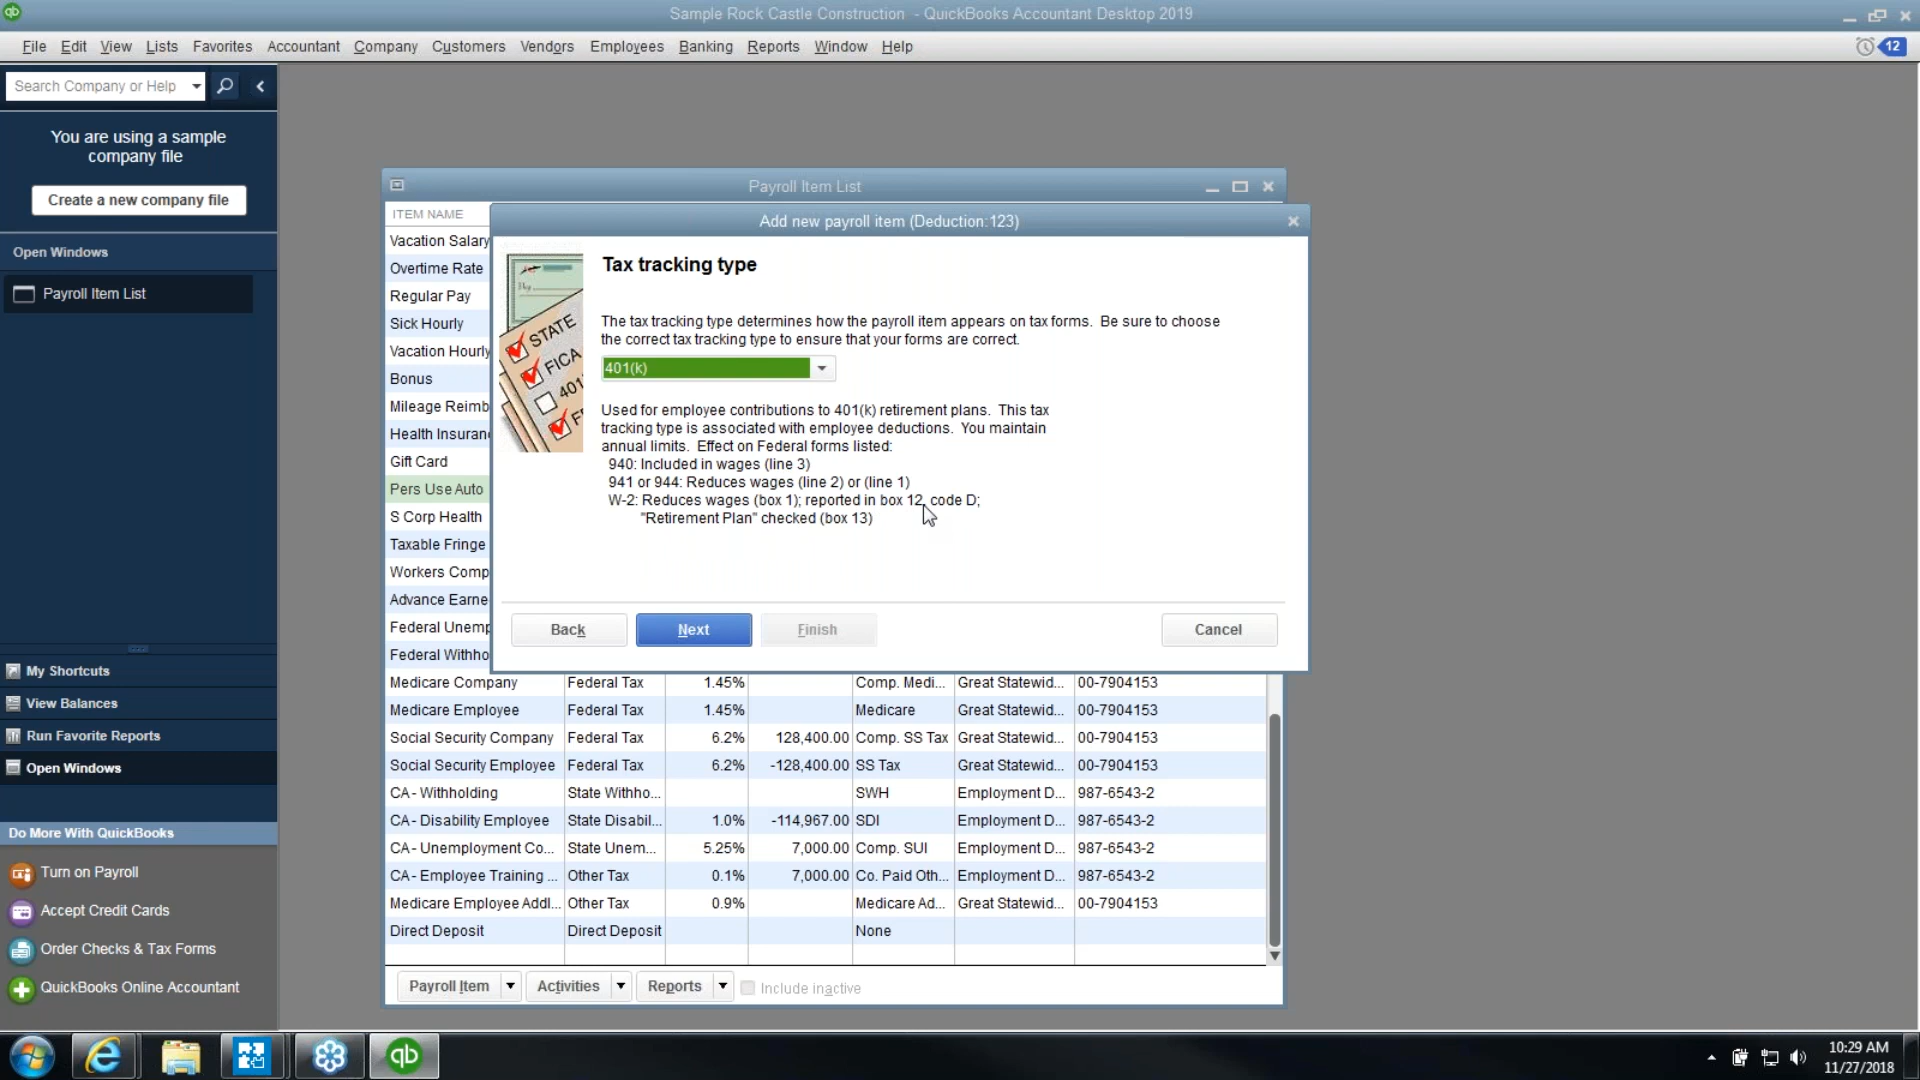 qb
Sample Rock Castle Construction - QuickBooks Accountant Desktop 2019
File Edit View Lists Favorites Accountant Company Customers Vendors Employees Banking Reports Window Help
12
Search Company or Help
You are using a sample
company file
Create a new company file
Open Windows
Payroll Item List
My Shortcuts
View Balances
Run Favorite Reports
Open Windows
Do More With QuickBooks
Turn on Payroll
Accept Credit Cards
Order Checks & Tax Forms
QuickBooks Online Accountant
Payroll Item List
ITEM NAME
Vacation Salary
Overtime Rate
Regular Pay
Sick Hourly
Vacation Hourly
Bonus
Mileage Reimb
Health Insuran
Gift Card
Pers Use Auto
S Corp Health
Taxable Fringe
Workers Comp
Advance Earne
Federal Unemp
Federal Withho
Add new payroll item (Deduction:123)
STATE
FICA
401
Tax tracking type
The tax tracking type determines how the payroll item appears on tax forms. Be sure to choose
the correct tax tracking type to ensure that your forms are correct.
401(k)
Used for employee contributions to 401(k) retirement plans. This tax
tracking type is associated with employee deductions. You maintain
annual limits. Effect on Federal forms listed:
940: Included in wages (line 3)
941 or 944: Reduces wages (line 2) or (line 1)
W-2: Reduces wages (box 1); reported in box 12, code D;
"Retirement Plan" checked (box 13)
Back Next Finish Cancel
Medicare Company Federal Tax 1.45% Comp. Medi... Great Statewid... 00-7904153
Medicare Employee Federal Tax 1.45% Medicare Great Statewid... 00-7904153
Social Security Company Federal Tax 6.2% 128,400.00 Comp. SS Tax Great Statewid... 00-7904153
Social Security Employee Federal Tax 6.2% -128,400.00 SS Tax Great Statewid... 00-7904153
CA - Withholding State Withho... SWH Employment D... 987-6543-2
CA - Disability Employee State Disabil... 1.0% -114,967.00 SDI Employment D... 987-6543-2
CA - Unemployment Co... State Unem... 5.25% 7,000.00 Comp. SUI Employment D... 987-6543-2
CA - Employee Training ... Other Tax 0.1% 7,000.00 Co. Paid Oth... Employment D... 987-6543-2
Medicare Employee Addl... Other Tax 0.9% Medicare Ad... Great Statewid... 00-7904153
Direct Deposit Direct Deposit None
Payroll Item Activities Reports Include inactive
qb
10:29 AM
11/27/2018